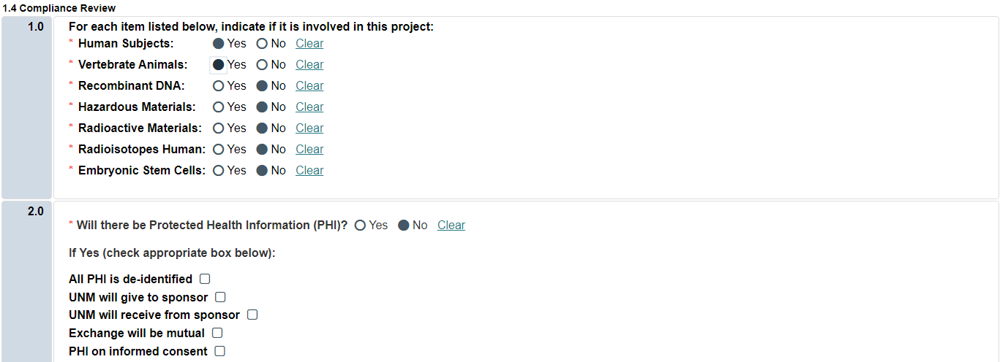 1.4 Compliance Review
1.0 For each item listed below, indicate if it is involved in this project:
* Human Subjects: Yes No Clear
* Vertebrate Animals: Yes No Clear
* Recombinant DNA: Yes No Clear
* Hazardous Materials: Yes No Clear
* Radioactive Materials: Yes No Clear
* Radioisotopes Human: Yes No Clear
* Embryonic Stem Cells: Yes No Clear
2.0
* Will there be Protected Health Information (PHI)? Yes No Clear
If Yes (check appropriate box below):
All PHI is de-identified
UNM will give to sponsor
UNM will receive from sponsor
Exchange will be mutual
PHI on informed consent